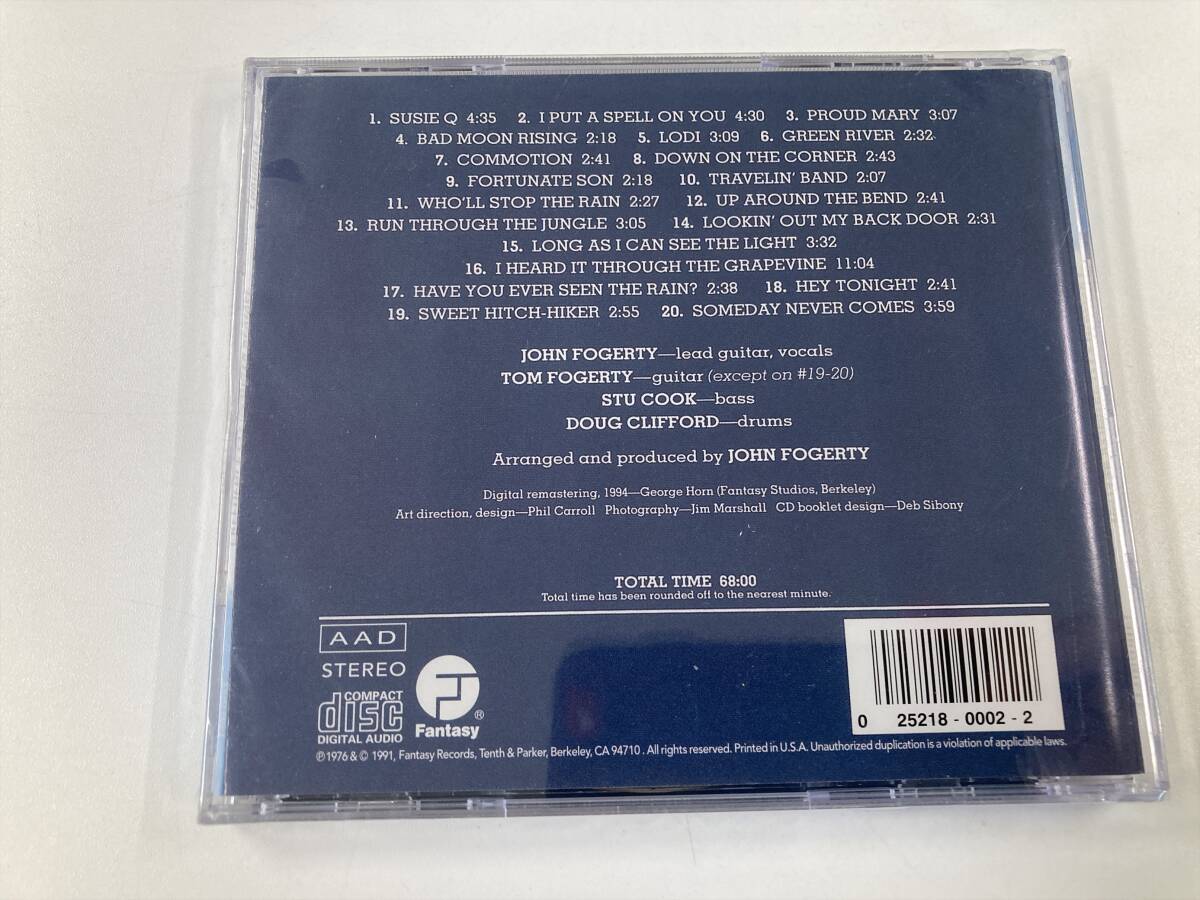 1. SUSIE Q 4:35 2. I PUT A SPELL ON YOU 4:30 3. PROUD MARY 3:07
4. BAD MOON RISING 2:18 5. LODI 3:09 6. GREEN RIVER 2:32
7. COMMOTION 2:41 8. DOWN ON THE CORNER 2:43
9. FORTUNATE SON 2:18 10. TRAVELIN' BAND 2:07
11. WHO'LL STOP THE RAIN 2:27 12. UP AROUND THE BEND 2:41
13. RUN THROUGH THE JUNGLE 3:05 14. LOOKIN' OUT MY BACK DOOR 2:31
15. LONG AS I CAN SEE THE LIGHT 3:32
16. I HEARD IT THROUGH THE GRAPEVINE 11:04
17. HAVE YOU EVER SEEN THE RAIN? 2:38 18. HEY TONIGHT 2:41
19. SWEET HITCH-HIKER 2:55 20. SOMEDAY NEVER COMES 3:59
JOHN FOGERTY—lead guitar, vocals
TOM FOGERTY—guitar (except on #19-20)
STU COOK—bass
DOUG CLIFFORD—drums
Arranged and produced by JOHN FOGERTY
Digital remastering, 1994—George Horn (Fantasy Studios, Berkeley)
Art direction, design—Phil Carroll Photography—Jim Marshall CD booklet design—Deb Sibony
TOTAL TIME 68:00
Total time has been rounded off to the nearest minute.
AAD
STEREO
COMPACT
disc
DIGITAL AUDIO
Fantasy®
0 25218-0002-2
℗1976 & © 1991, Fantasy Records, Tenth & Parker, Berkeley, CA 94710. All rights reserved. Printed in U.S.A. Unauthorized duplication is a violation of applicable laws.